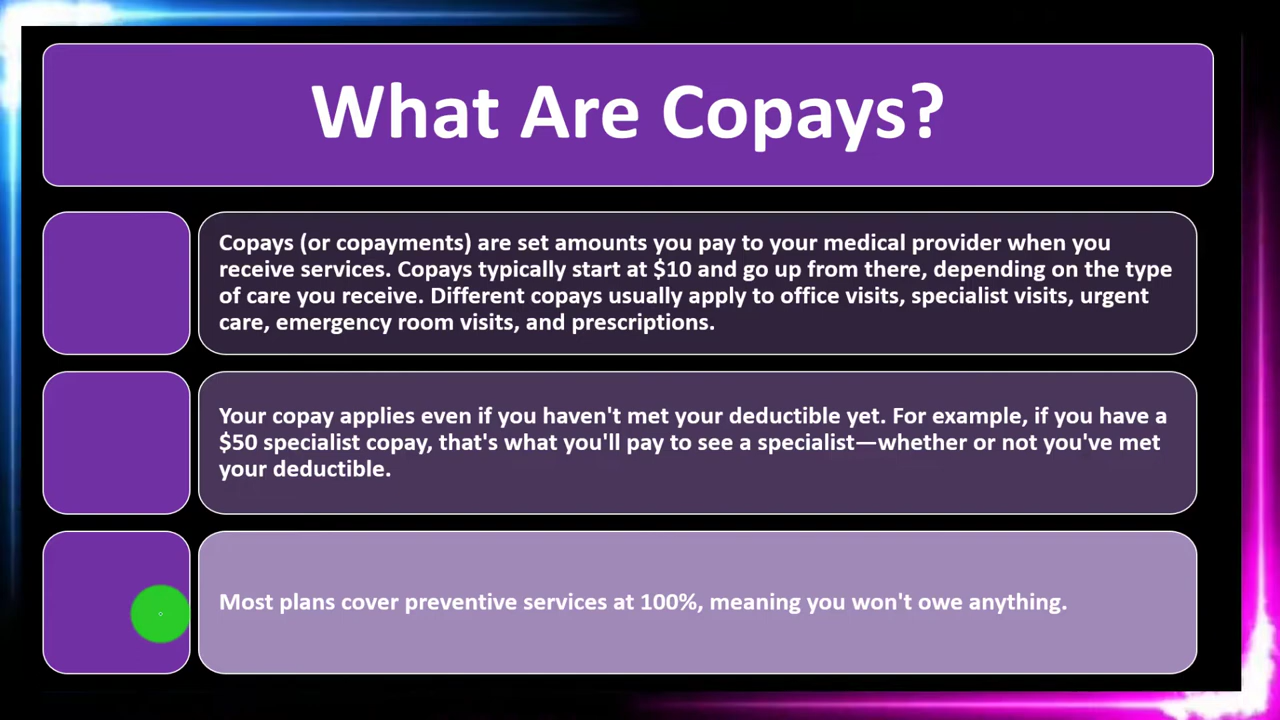 What Are Copays?
Copays (or copayments) are set amounts you pay to your medical provider when you
receive services. Copays typically start at $10 and go up from there, depending on the type
of care you receive. Different copays usually apply to office visits, specialist visits, urgent
care, emergency room visits, and prescriptions.
Your copay applies even if you haven't met your deductible yet. For example, if you have a
$50 specialist copay, that's what you'll pay to see a specialist—whether or not you've met
your deductible.
Most plans cover preventive services at 100%, meaning you won't owe anything.